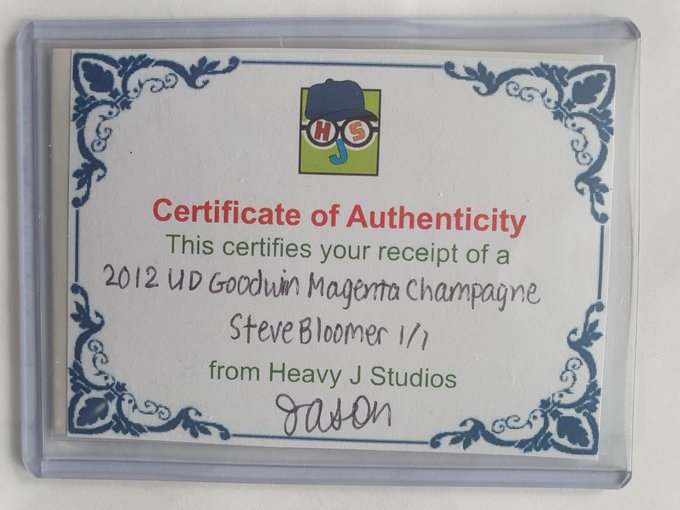 HJS
Certificate of Authenticity
This certifies your receipt of a
2012 UD Goodwin Magenta Champagne
Steve Bloomer 1/1
from Heavy J Studios
Jason